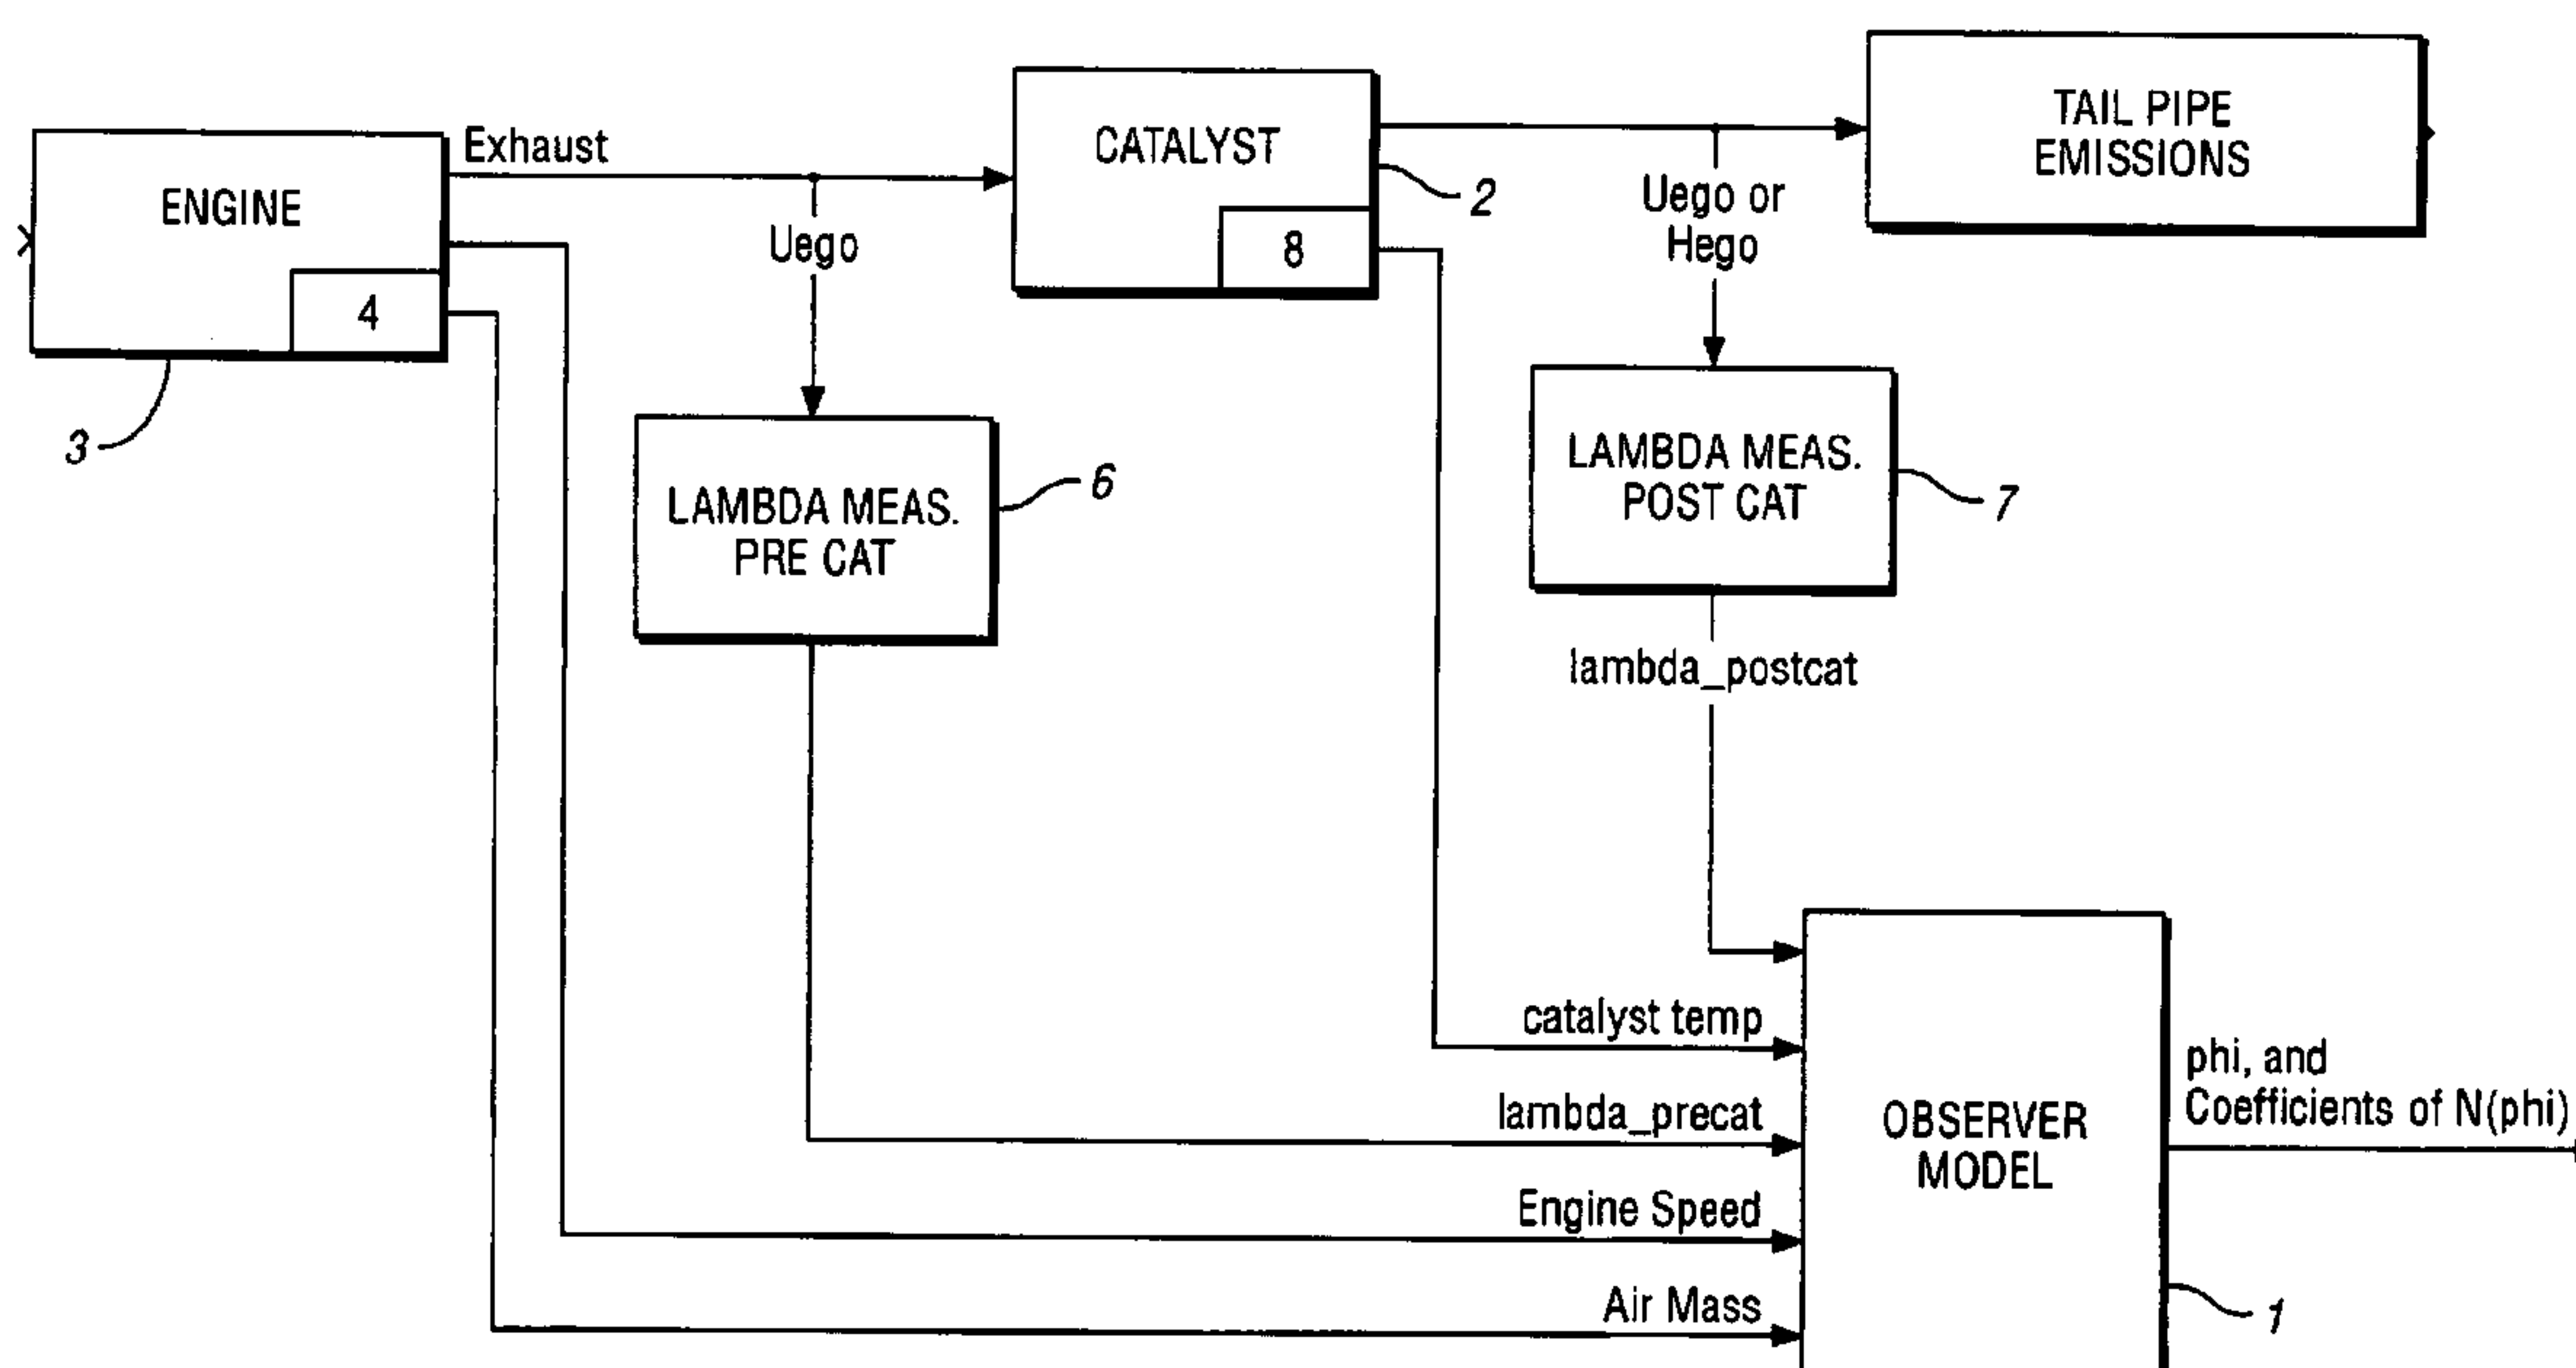 TAIL PIPE
EMISSIONS
CATALYST
Exhaust
ENGINE
2
Uego or
Hego
Uego
8
4
3
LAMBDA MEAS.
POST CAT
7
LAMBDA MEAS.
PRE CAT
6
lambda_postcat
catalyst temp
lambda_precat
Engine Speed
Air Mass
OBSERVER
MODEL
phi, and
Coefficients of N(phi)
1